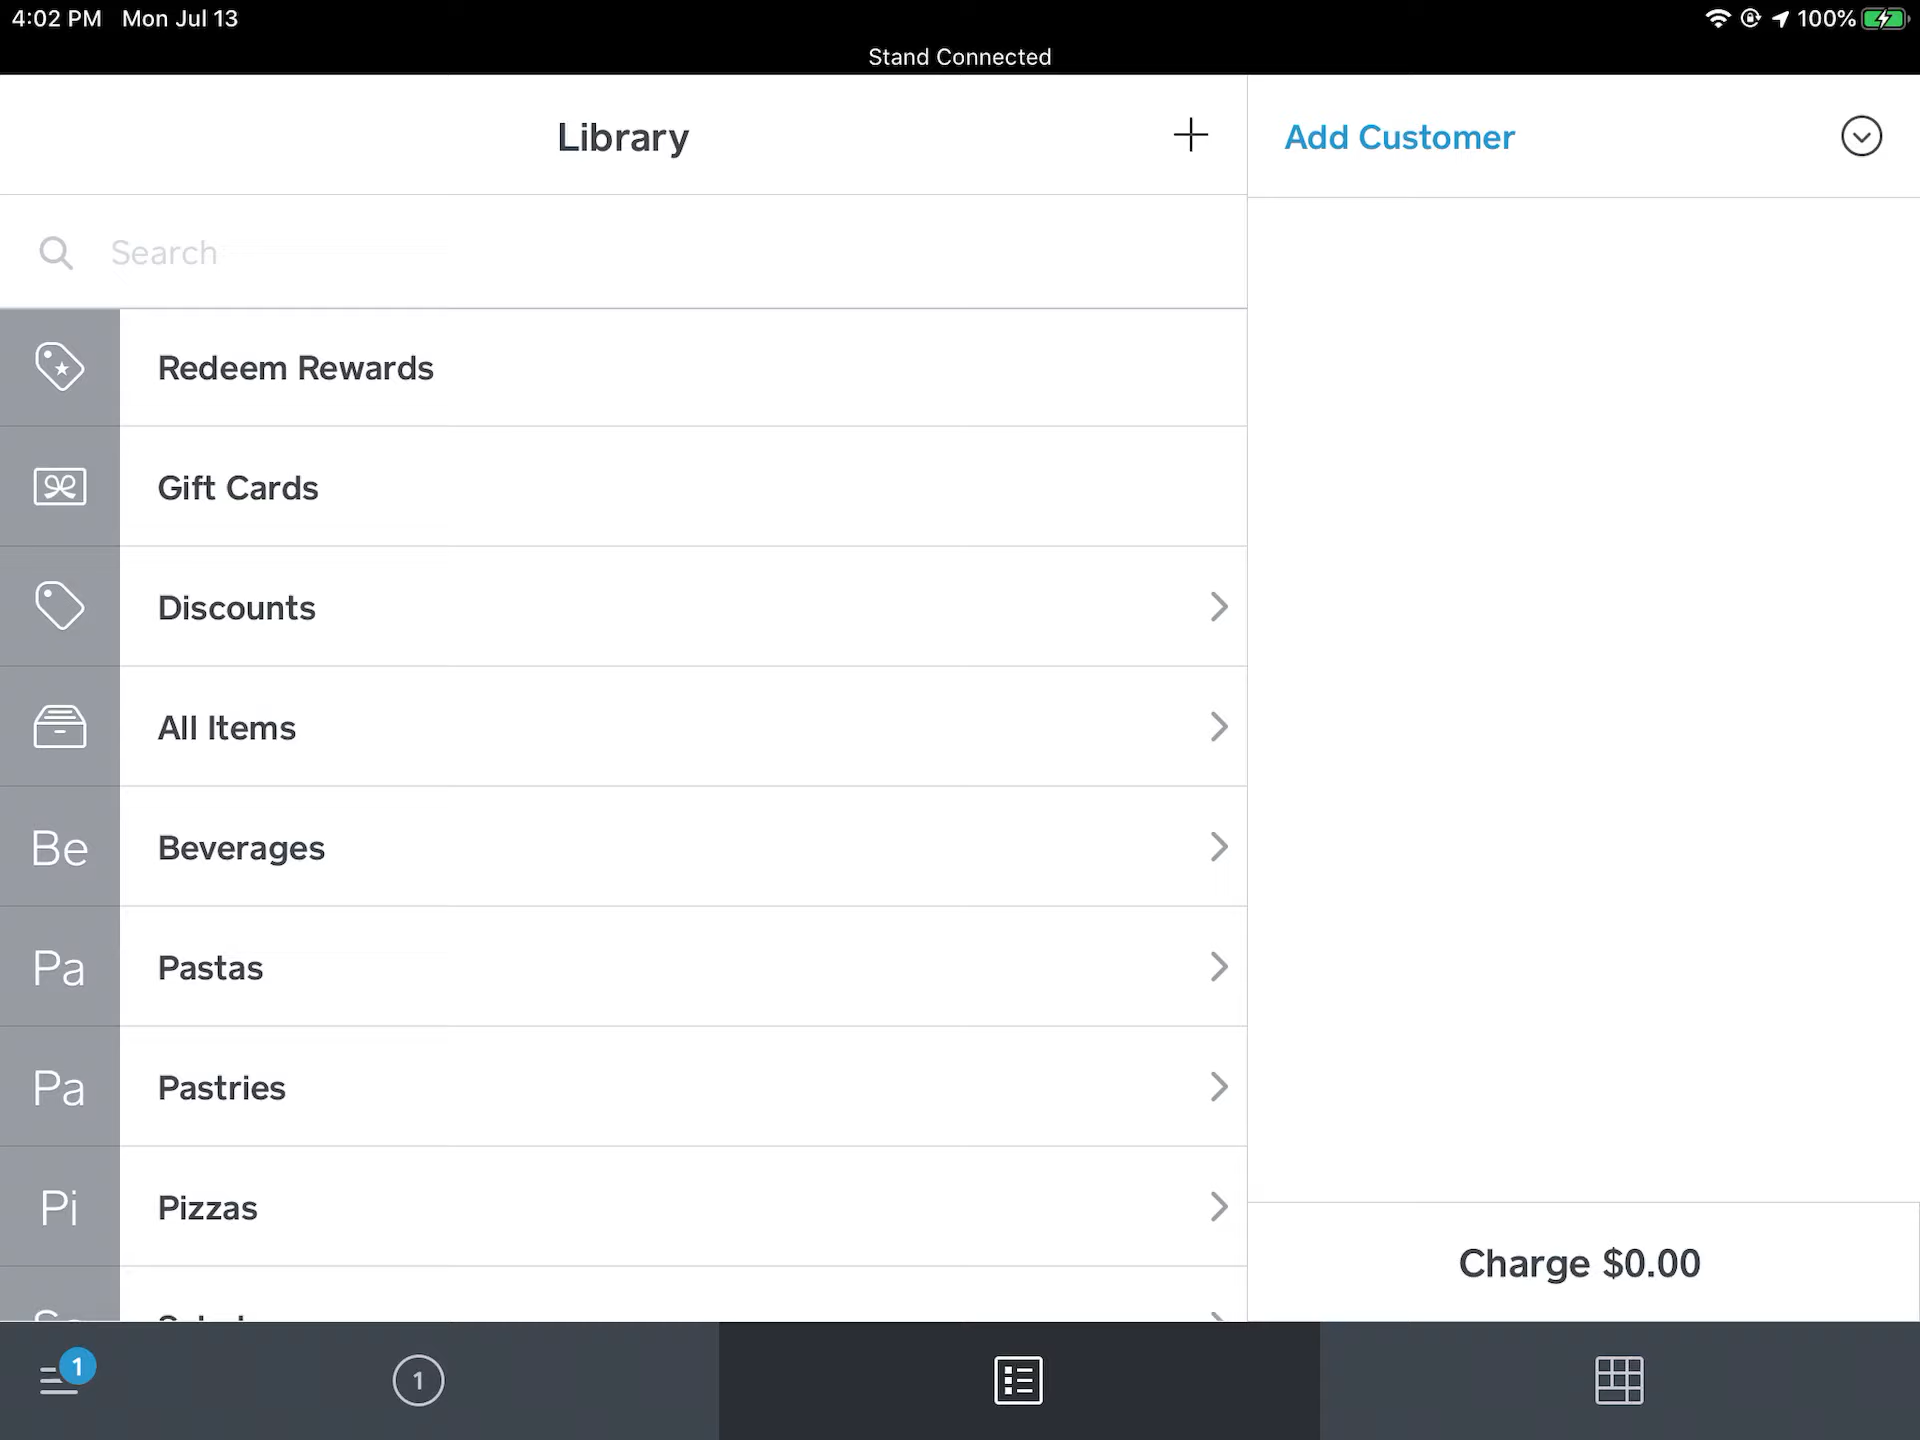 4:02 PM Mon Jul 13
100%
Stand Connected
Library
Add Customer
Search
Redeem Rewards
Gift Cards
Discounts
All Items
Be Beverages
Pa Pastas
Pa Pastries
Pi Pizzas
Charge $0.00
1
1